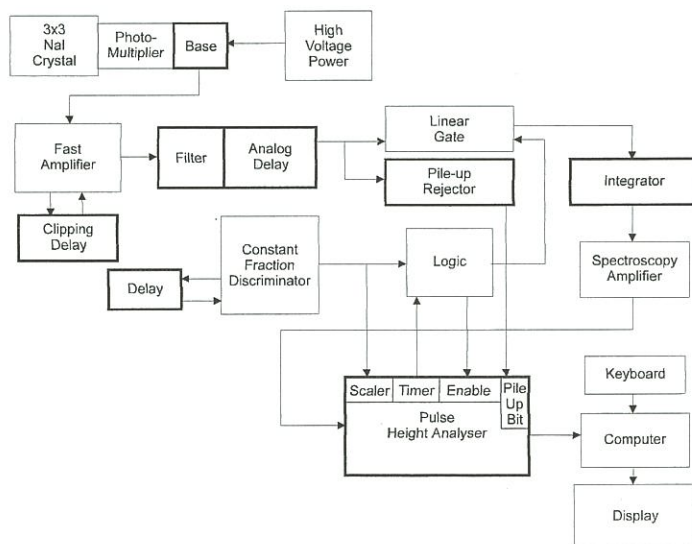 3x3
NaI
Crystal
Photo-
Multiplier
Base
High
Voltage
Power
Fast
Amplifier
Filter
Analog
Delay
Linear
Gate
Pile-up
Rejector
Integrator
Clipping
Delay
Constant
Fraction
Discriminator
Logic
Spectroscopy
Amplifier
Delay
Scaler
Timer
Enable
Pile
Up
Bit
Pulse
Height Analyser
Keyboard
Computer
Display